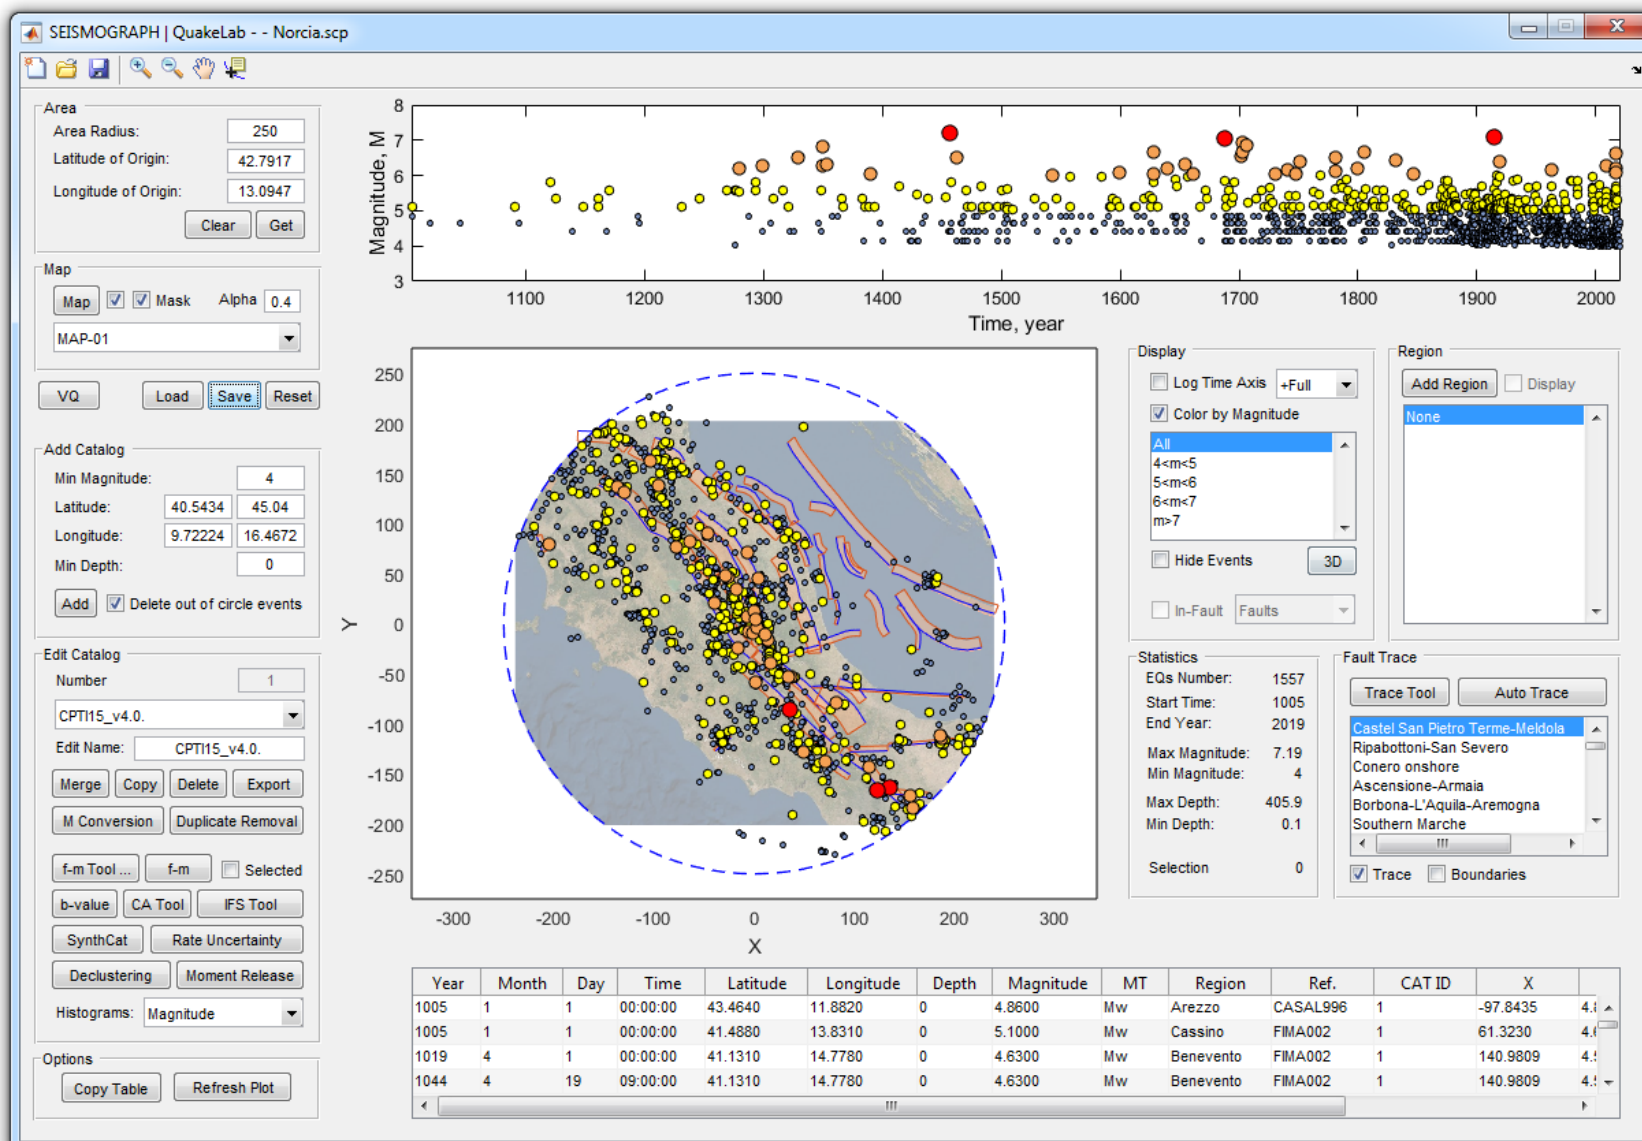 SEISMOGRAPH | QuakeLab - - Norcia.scp
Area
Area Radius: 250
Latitude of Origin: 42.7917
Longitude of Origin: 13.0947
Clear Get
Map
Map Mask Alpha 0.4
MAP-01
VQ Load Save Reset
Add Catalog
Min Magnitude: 4
Latitude: 40.5434 45.04
Longitude: 9.72224 16.4672
Min Depth: 0
Add Delete out of circle events
Edit Catalog
Number 1
CPTI15_v4.0.
Edit Name: CPTI15_v4.0.
Merge Copy Delete Export
M Conversion Duplicate Removal
f-m Tool ... f-m Selected
b-value CA Tool IFS Tool
SynthCat Rate Uncertainty
Declustering Moment Release
Histograms: Magnitude
Options
Copy Table Refresh Plot
Magnitude, M
8
7
6
5
4
3
1100 1200 1300 1400 1500 1600 1700 1800 1900 2000
Time, year
Y
250
200
150
100
50
0
-50
-100
-150
-200
-250
-300 -200 -100 0 100 200 300
X
Display
Log Time Axis +Full
Color by Magnitude
All
4<m<5
5<m<6
6<m<7
m>7
Hide Events 3D
In-Fault Faults
Region
Add Region Display
None
Statistics
EQs Number: 1557
Start Time: 1005
End Year: 2019
Max Magnitude: 7.19
Min Magnitude: 4
Max Depth: 405.9
Min Depth: 0.1
Selection 0
Fault Trace
Trace Tool Auto Trace
Castel San Pietro Terme-Meldola
Ripabottoni-San Severo
Conero onshore
Ascensione-Armaia
Borbona-L'Aquila-Aremogna
Southern Marche
Trace Boundaries
Year Month Day Time Latitude Longitude Depth Magnitude MT Region Ref. CAT ID X
1005 1 1 00:00:00 43.4640 11.8820 0 4.8600 Mw Arezzo CASAL996 1 -97.8435
1005 1 1 00:00:00 41.4880 13.8310 0 5.1000 Mw Cassino FIMA002 1 61.3230
1019 4 1 00:00:00 41.1310 14.7780 0 4.6300 Mw Benevento FIMA002 1 140.9809
1044 4 19 09:00:00 41.1310 14.7780 0 4.6300 Mw Benevento FIMA002 1 140.9809